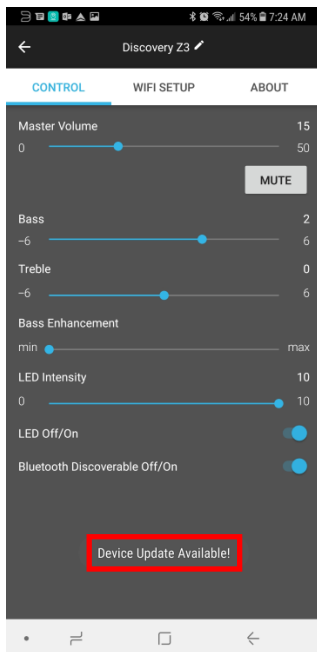 54% 7:24 AM
Discovery Z3
CONTROL WIFI SETUP ABOUT
Master Volume 15
0 50
MUTE
Bass 2
-6 6
Treble 0
-6 6
Bass Enhancement
min max
LED Intensity 10
0 10
LED Off/On
Bluetooth Discoverable Off/On
Device Update Available!